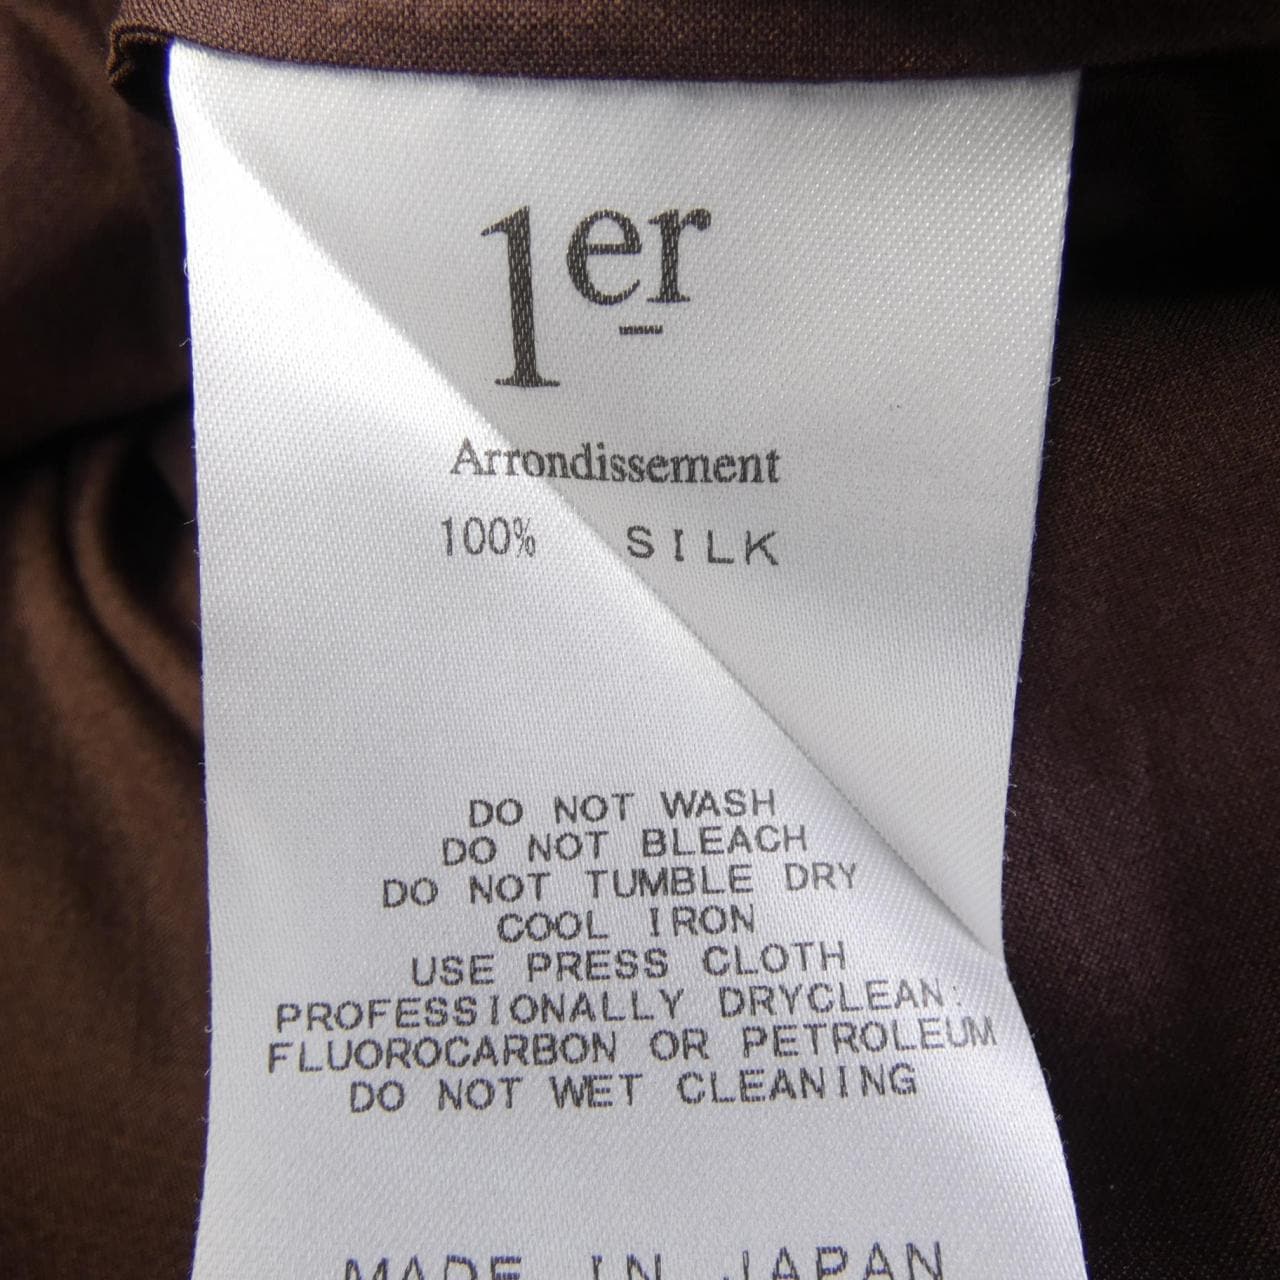 1er
Arrondissement
100% SILK
DO NOT WASH
DO NOT BLEACH
DO NOT TUMBLE DRY
COOL IRON
USE PRESS CLOTH
PROFESSIONALLY DRYCLEAN:
FLUOROCARBON OR PETROLEUM
DO NOT WET CLEANING
MADE IN JAPAN